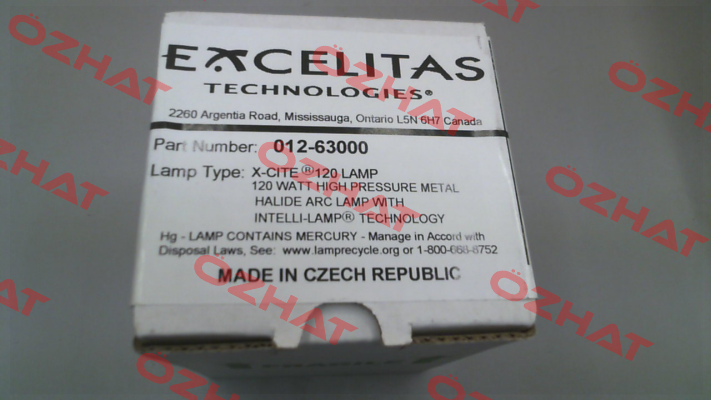 EXCELITAS
TECHNOLOGIES®
2260 Argentia Road, Mississauga, Ontario L5N 6H7 Canada
Part Number: 012-63000
Lamp Type: X-CITE ® 120 LAMP
120 WATT HIGH PRESSURE METAL
HALIDE ARC LAMP WITH
INTELLI-LAMP® TECHNOLOGY
Hg - LAMP CONTAINS MERCURY - Manage in Accord with
Disposal Laws, See: www.lamprecycle.org or 1-800-668-8752
MADE IN CZECH REPUBLIC
ÖZHAT
ÖZHAT
ÖZHAT
ÖZHAT
ÖZHAT
ÖZHAT
ÖZHAT
ÖZHAT